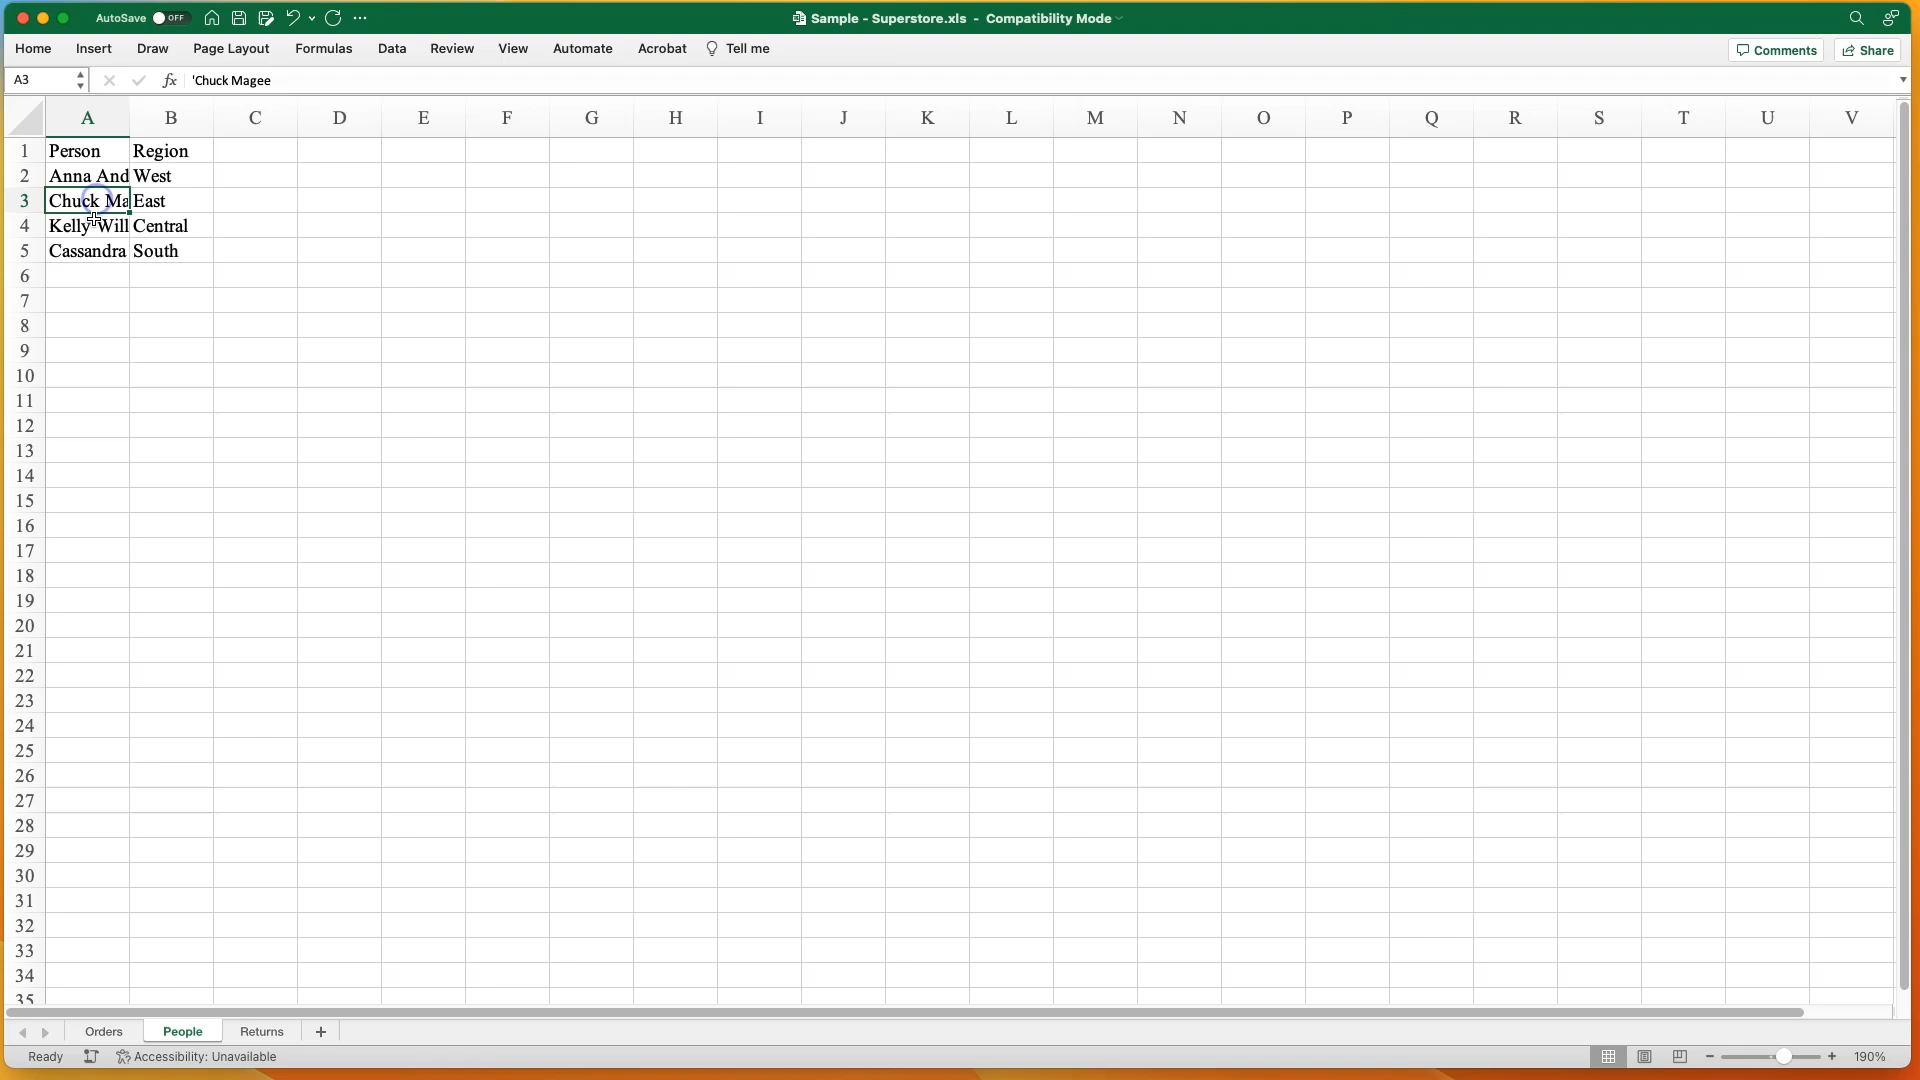 AutoSave OFF Sample - Superstore.xls - Compatibility Mode
Home Insert Draw Page Layout Formulas Data Review View Automate Acrobat Tell me Comments Share
A3 fx 'Chuck Magee
A B C D E F G H I J K L M N O P Q R S T U V
1 Person Region
2 Anna And West
3 Chuck Ma East
4 Kelly Will Central
5 Cassandra South
6
7
8
9
10
11
12
13
14
15
16
17
18
19
20
21
22
23
24
25
26
27
28
29
30
31
32
33
34
35
Orders People Returns +
Ready Accessibility: Unavailable 190%